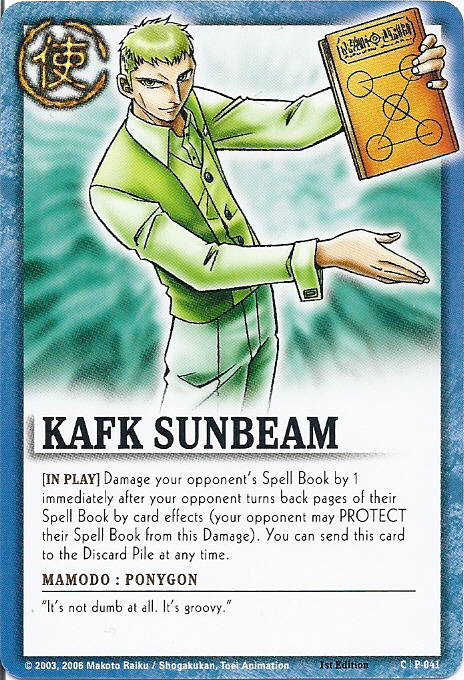 使
KAFK SUNBEAM
[IN PLAY] Damage your opponent's Spell Book by 1
immediately after your opponent turns back pages of their
Spell Book by card effects (your opponent may PROTECT
their Spell Book from this Damage). You can send this card
to the Discard Pile at any time.
MAMODO : PONYGON
"It's not dumb at all. It's groovy."
© 2003, 2006 Makoto Raiku / Shogakukan, Toei Animation 1st Edition C | P-041